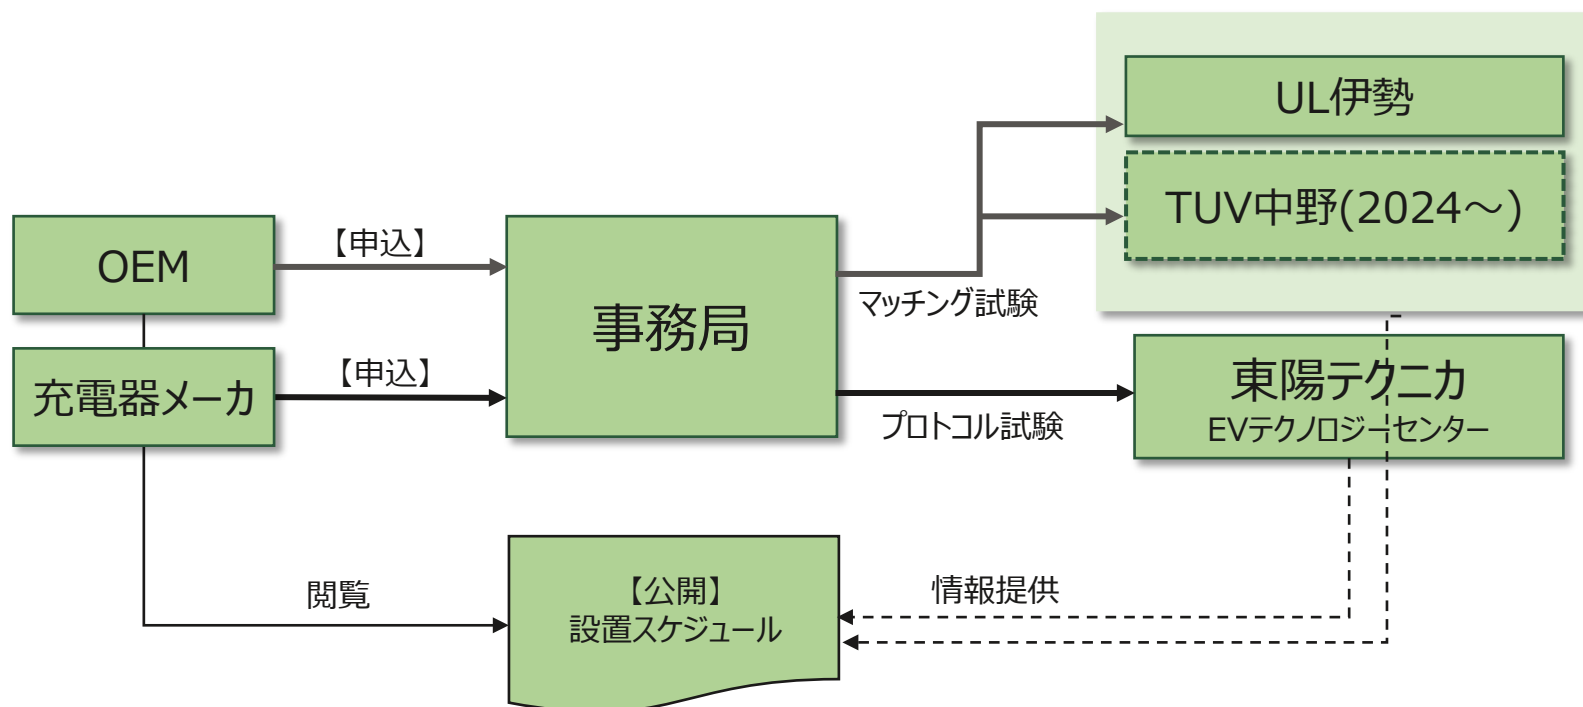 UL伊勢
TUV中野(2024～)
OEM
【申込】
事務局
マッチング試験
充電器メーカ
【申込】
プロトコル試験
東陽テクニカ
EVテクノロジーセンター
閲覧
【公開】
設置スケジュール
情報提供